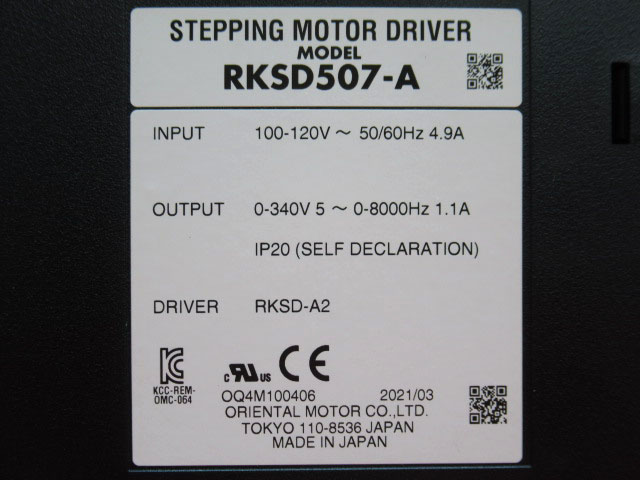 STEPPING MOTOR DRIVER
MODEL
RKSD507-A
INPUT 100-120V ~ 50/60Hz 4.9A
OUTPUT 0-340V 5 ~ 0-8000Hz 1.1A
IP20 (SELF DECLARATION)
DRIVER RKSD-A2
KCC-REM-
OMC-064
c RU US CE
OQ4M100406 2021/03
ORIENTAL MOTOR CO.,LTD.
TOKYO 110-8536 JAPAN
MADE IN JAPAN